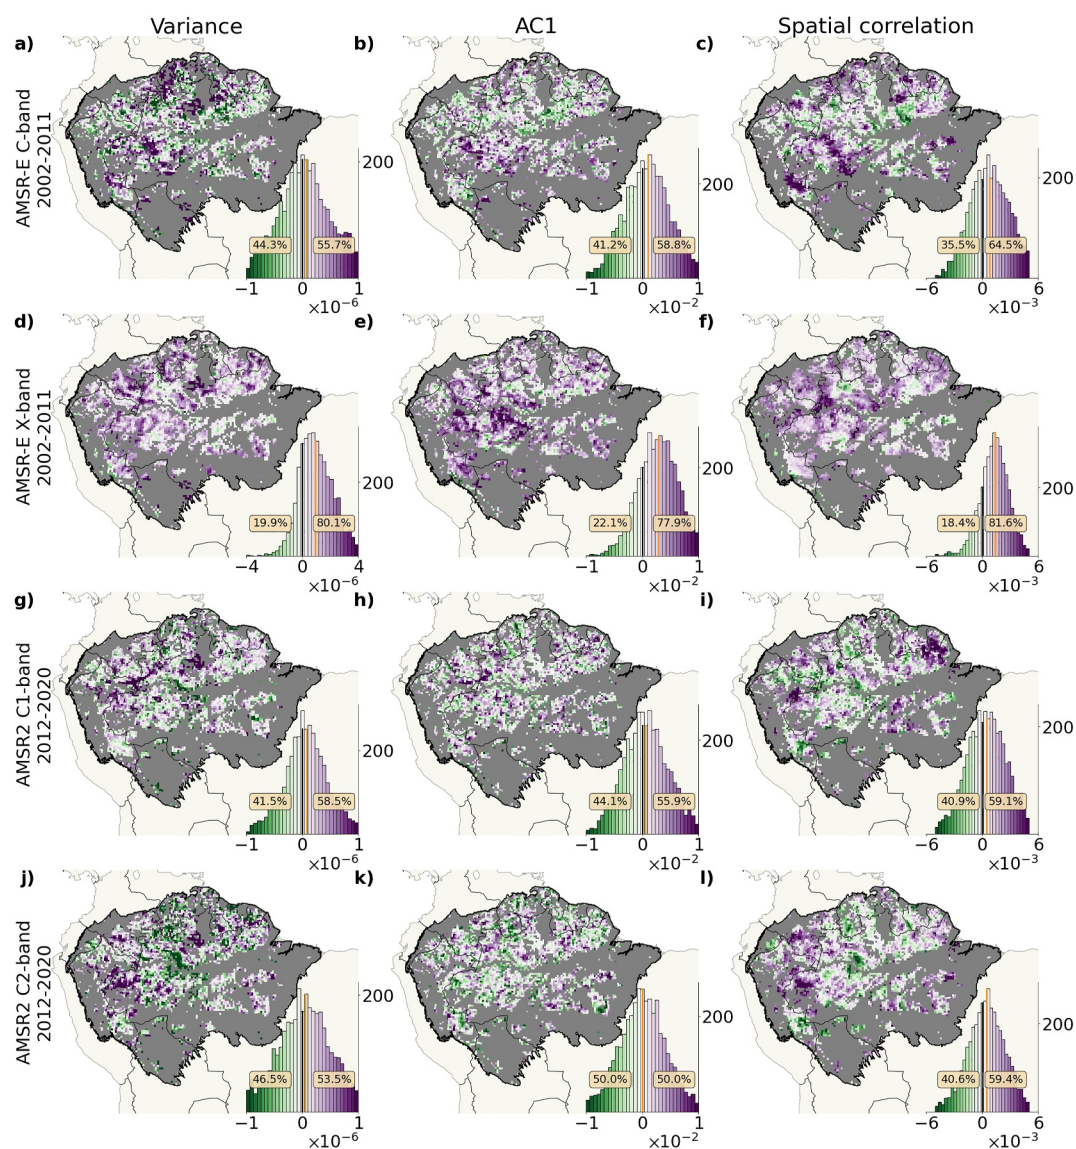 Variance
AC1
Spatial correlation
a)
b)
c)
AMSR-E C-band
2002-2011
200
200
200
44.3%
55.7%
41.2%
58.8%
35.5%
64.5%
−1 0 1
×10−6
−1 0 1
×10−2
−6 0 6
×10−3
d)
e)
f)
AMSR-E X-band
2002-2011
200
200
200
19.9%
80.1%
22.1%
77.9%
18.4%
81.6%
−4 0 4
×10−6
−1 0 1
×10−2
−6 0 6
×10−3
g)
h)
i)
AMSR2 C1-band
2012-2020
200
200
200
41.5%
58.5%
44.1%
55.9%
40.9%
59.1%
−1 0 1
×10−6
−1 0 1
×10−2
−6 0 6
×10−3
j)
k)
l)
AMSR2 C2-band
2012-2020
200
200
200
46.5%
53.5%
50.0%
50.0%
40.6%
59.4%
−1 0 1
×10−6
−1 0 1
×10−2
−6 0 6
×10−3